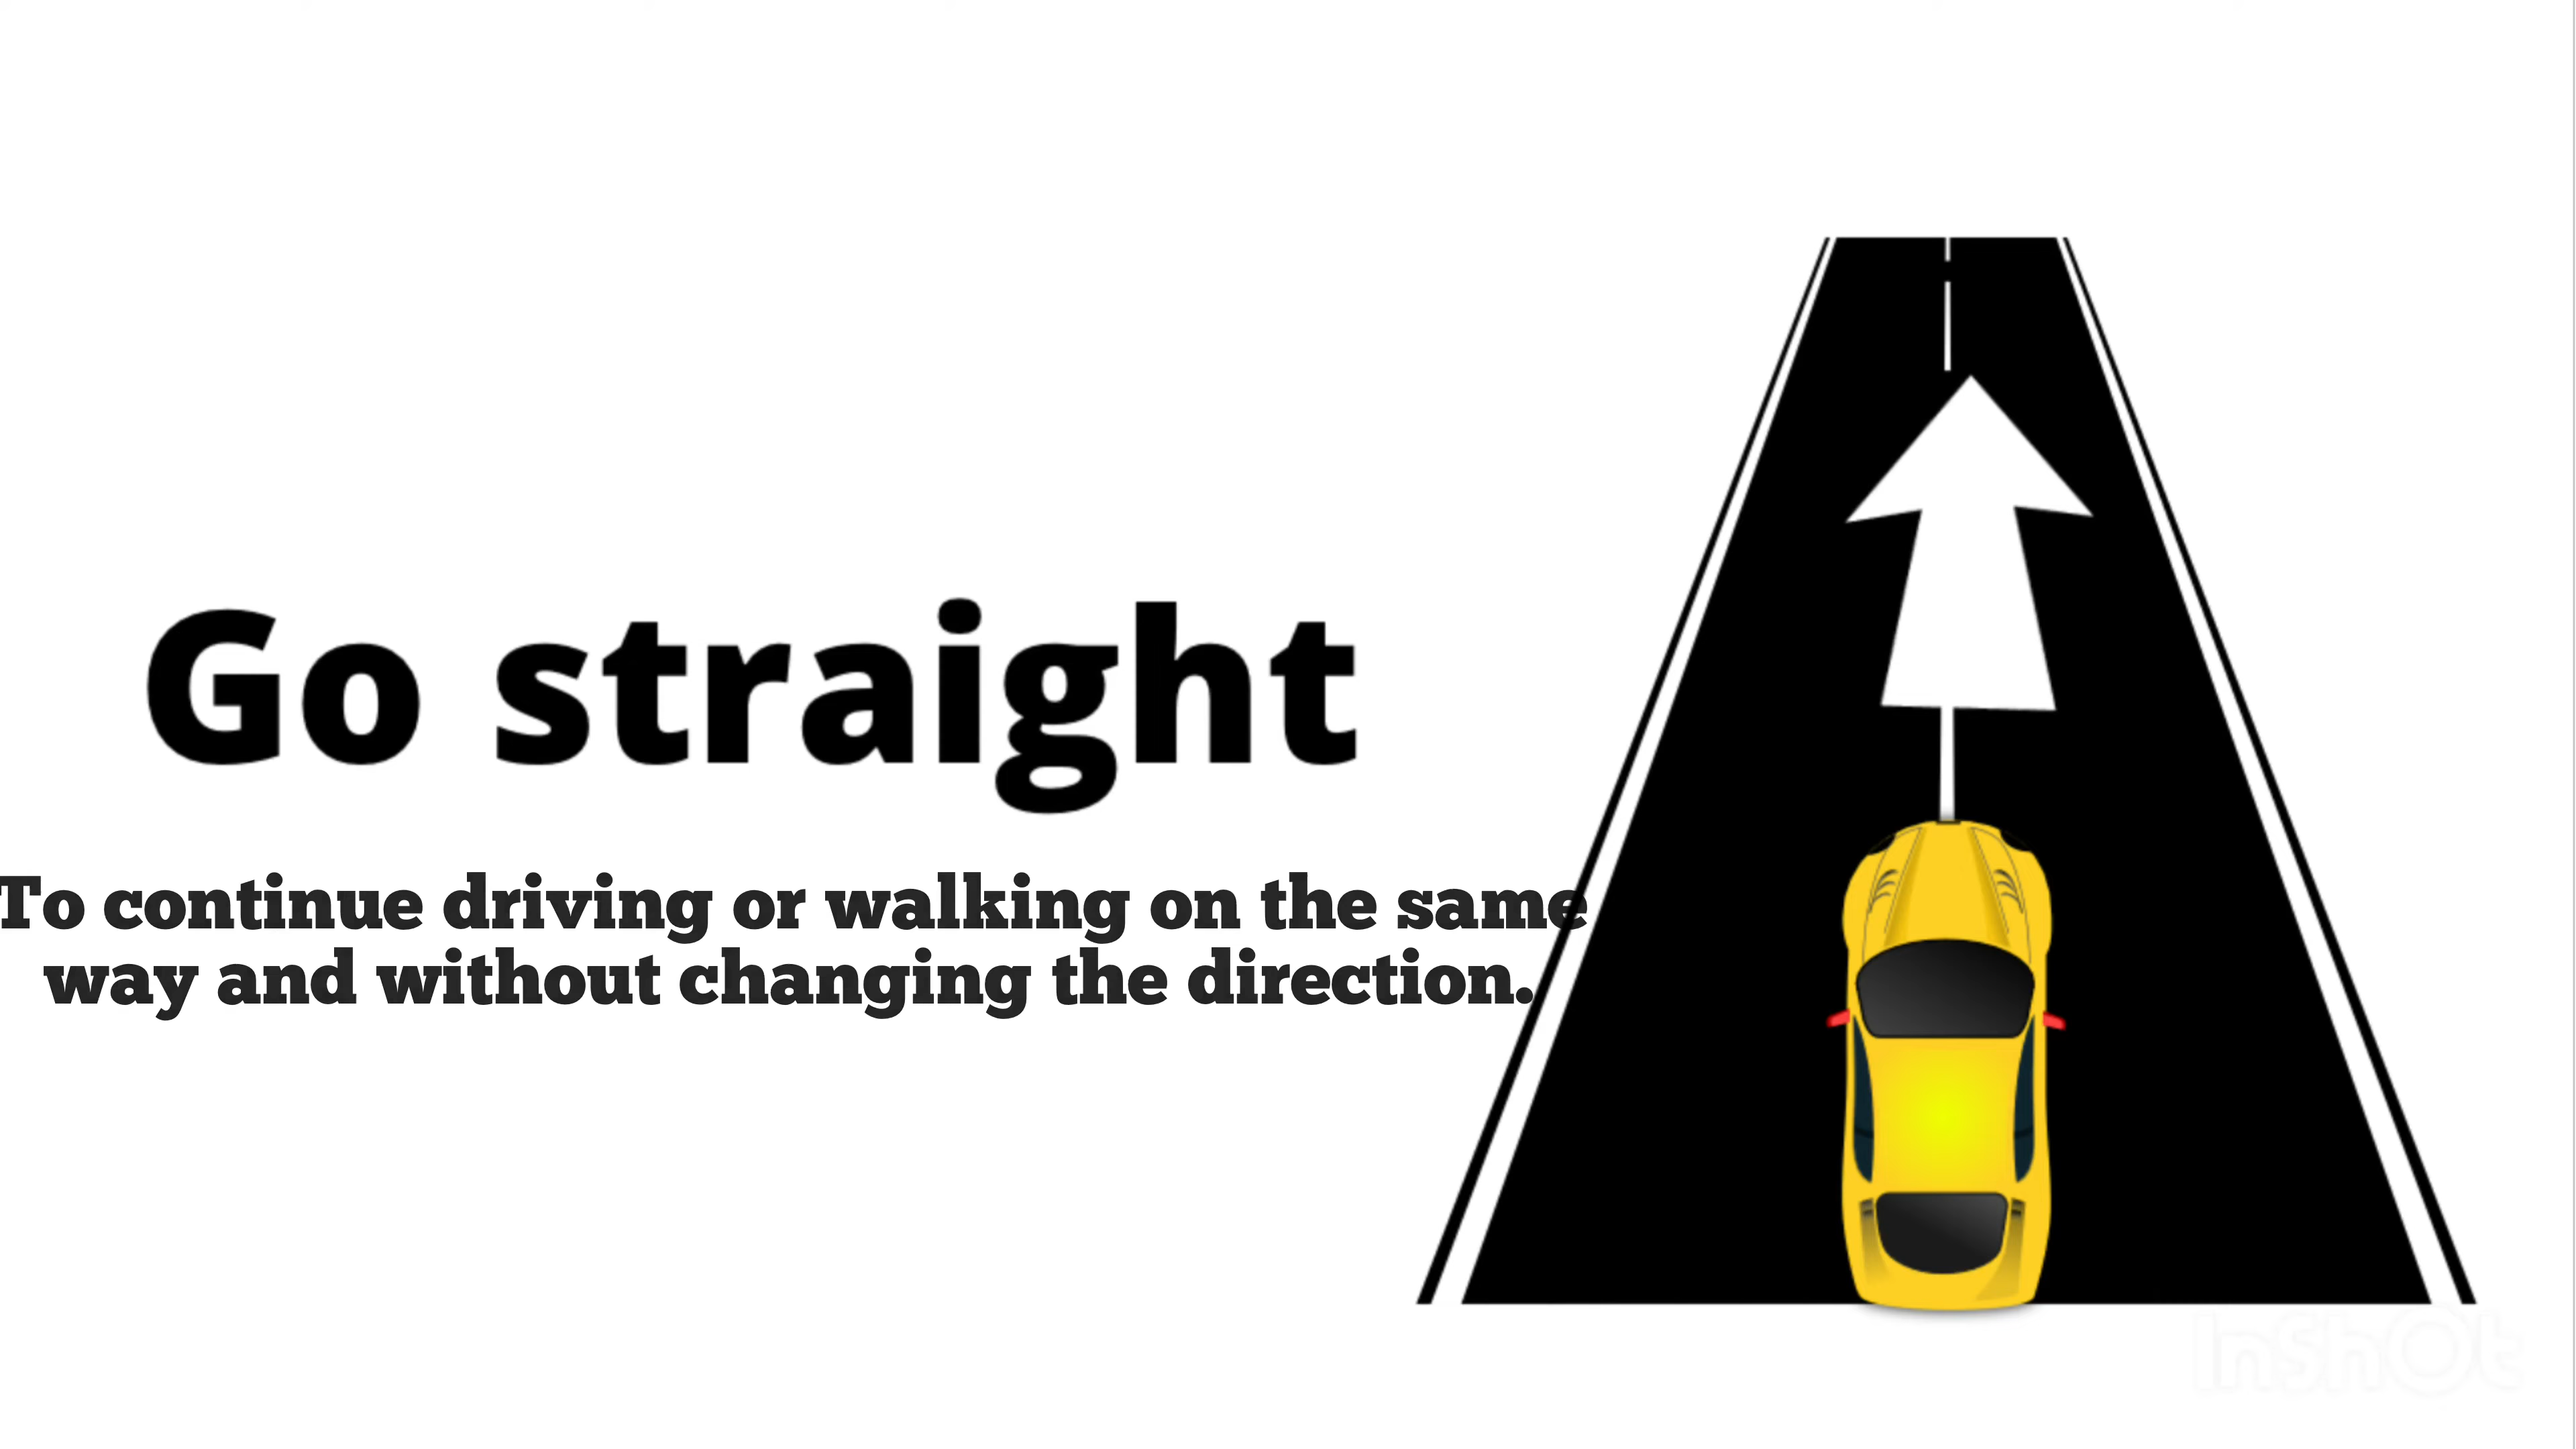 Go straight
To continue driving or walking on the same
way and without changing the direction.
InShOt